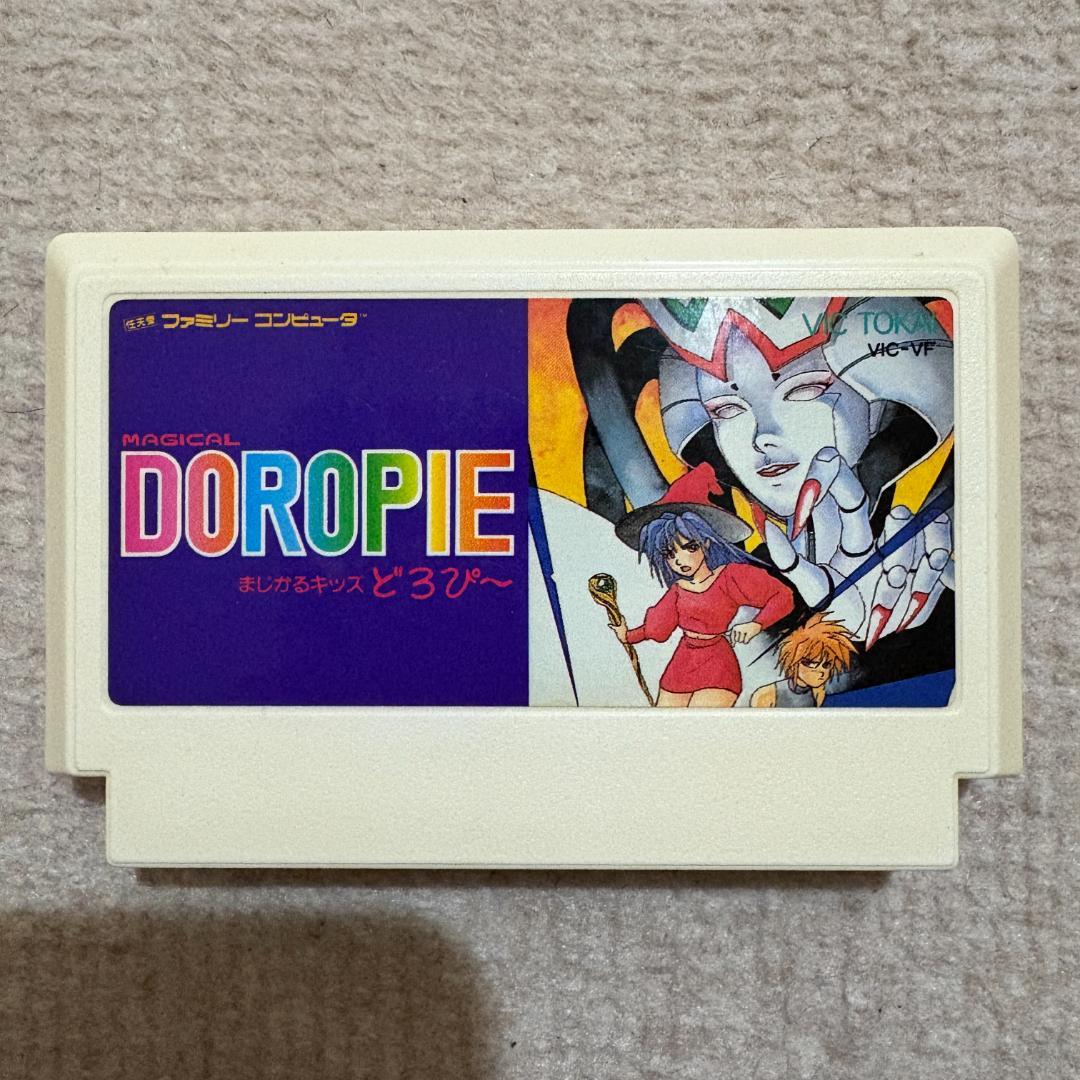 任天堂 ファミリー コンピュータ™
VIC TOKAI
VIC-VF
MAGICAL
DOROPIE
まじかるキッズ どろぴ～